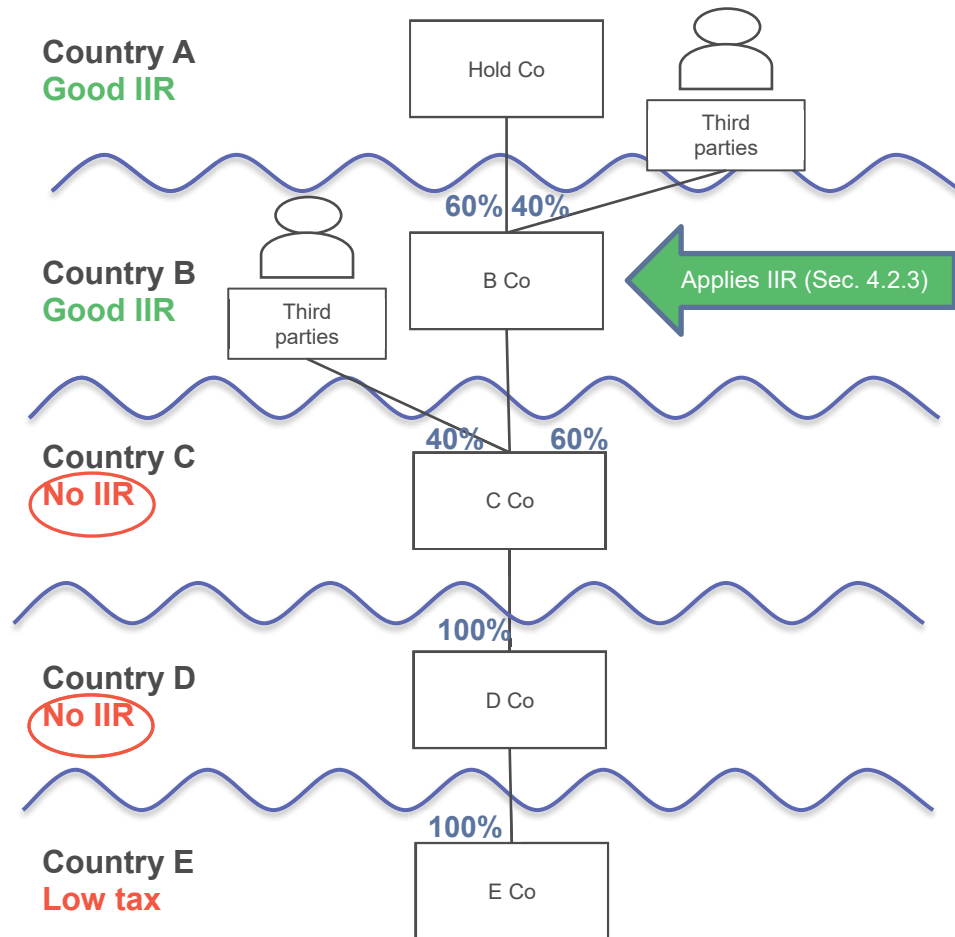 Country A
Good IIR
Hold Co
Third
parties
60%
40%
Country B
Good IIR
Third
parties
B Co
Applies IIR (Sec. 4.2.3)
40%
60%
Country C
No IIR
C Co
100%
Country D
No IIR
D Co
100%
Country E
Low tax
E Co